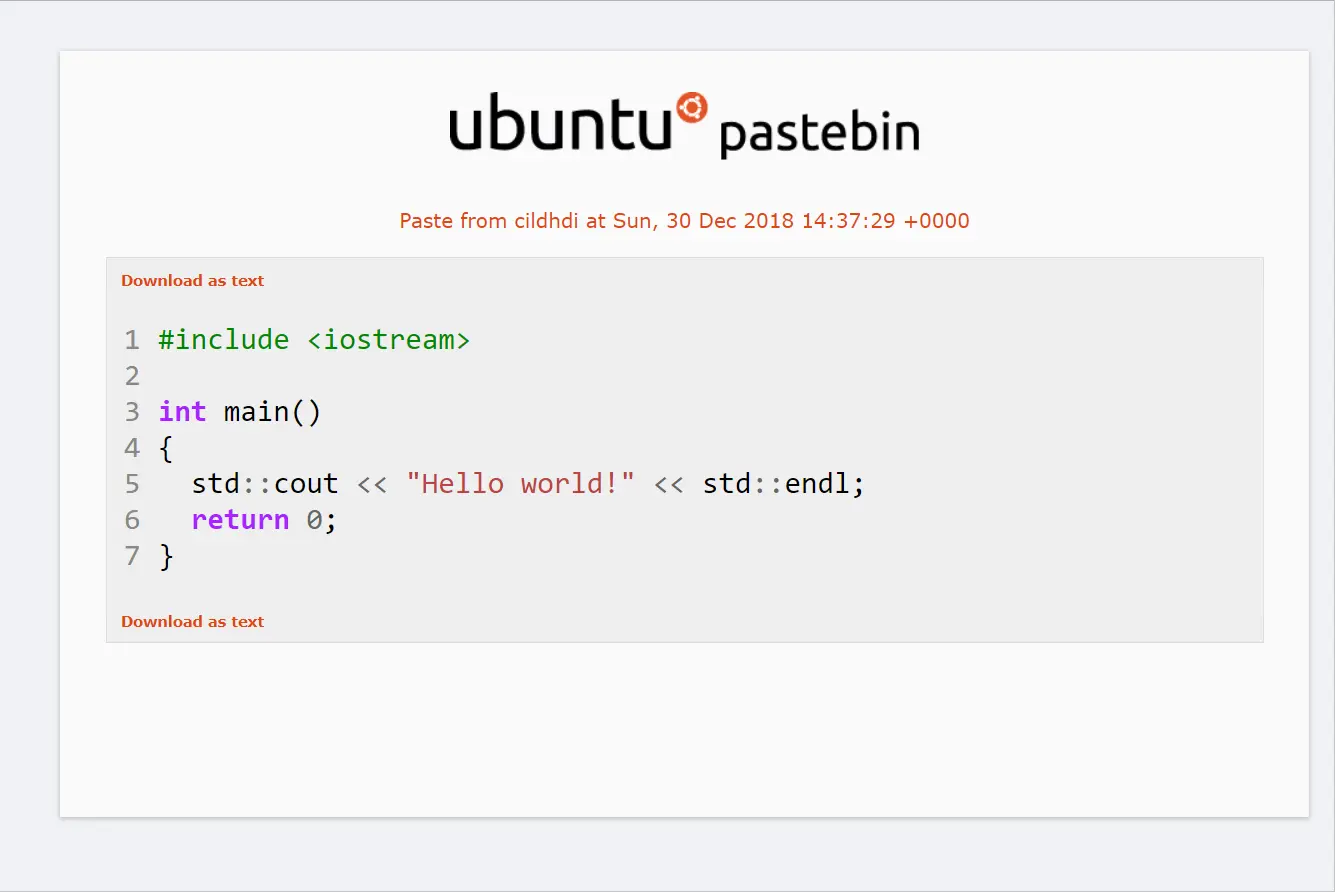 ubuntu pastebin
Paste from cildhdi at Sun, 30 Dec 2018 14:37:29 +0000
Download as text
1 #include <iostream>
2
3 int main()
4 {
5   std::cout << "Hello world!" << std::endl;
6   return 0;
7 }
Download as text